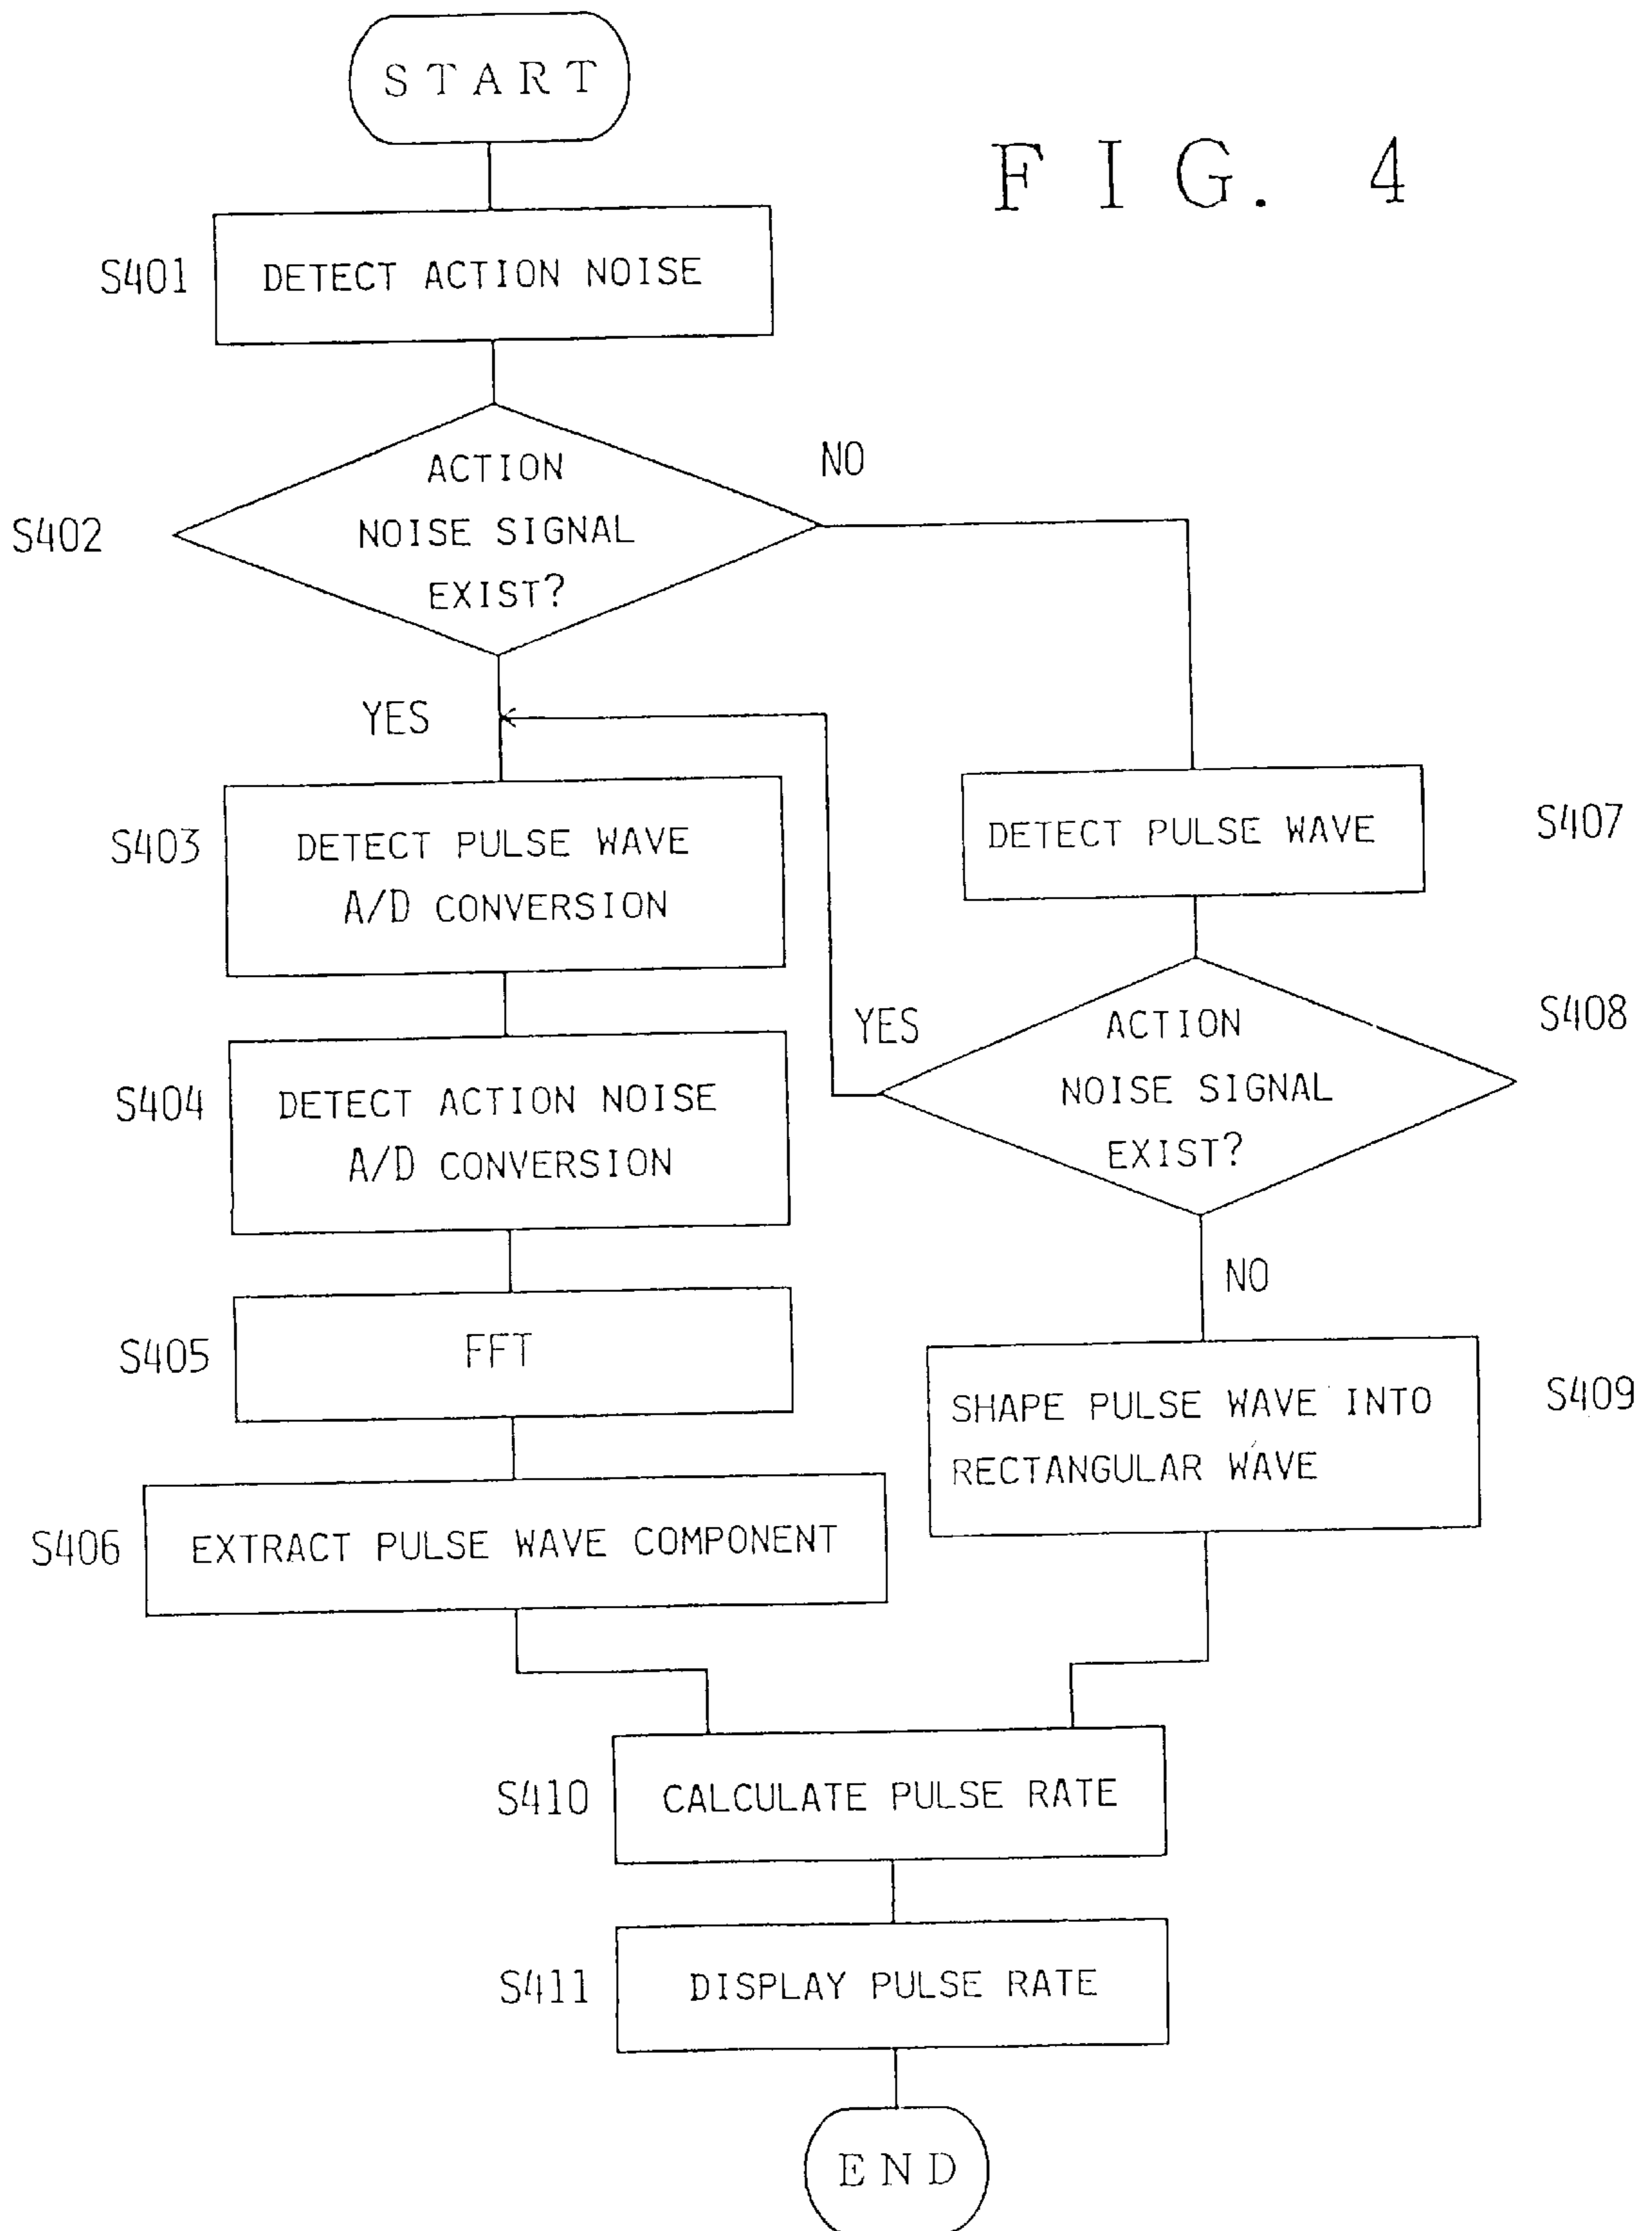 START
FIG. 4
S401
DETECT ACTION NOISE
S402
ACTION
NOISE SIGNAL
EXIST?
NO
YES
S403
DETECT PULSE WAVE
A/D CONVERSION
S404
DETECT ACTION NOISE
A/D CONVERSION
S405
FFT
S406
EXTRACT PULSE WAVE COMPONENT
DETECT PULSE WAVE
S407
YES
ACTION
NOISE SIGNAL
EXIST?
S408
NO
SHAPE PULSE WAVE INTO
RECTANGULAR WAVE
S409
S410
CALCULATE PULSE RATE
S411
DISPLAY PULSE RATE
END